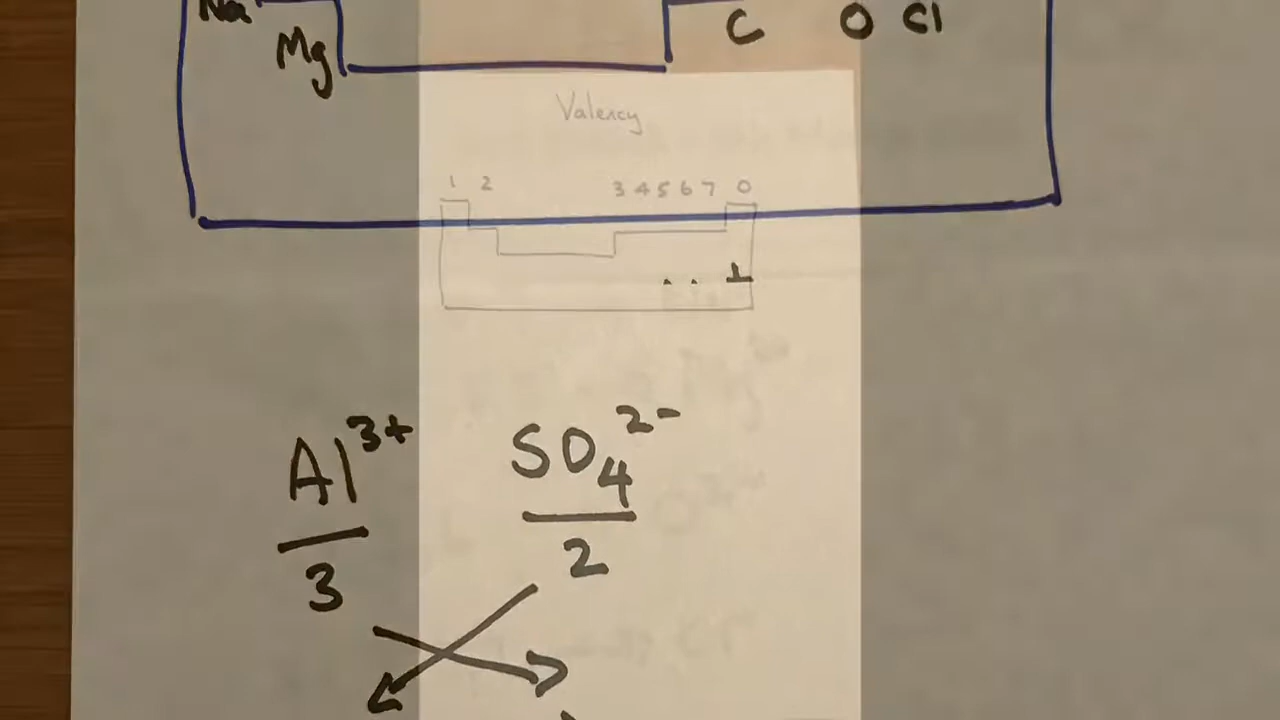 Na
Mg
C O Cl
Valency
1 2 3 4 5 6 7 0
Al³⁺ SO₄²⁻
3 2